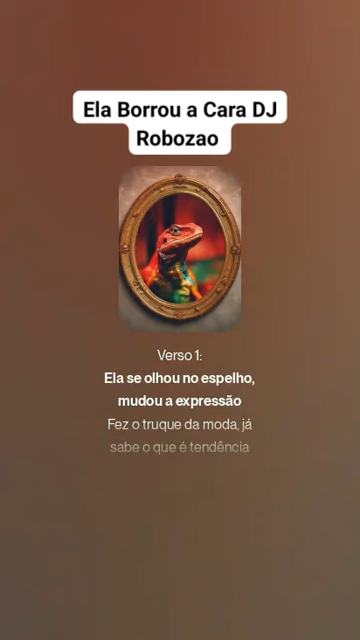 Ela Borrou a Cara DJ
Robozao
Verso 1:
Ela se olhou no espelho,
mudou a expressão
Fez o truque da moda, já
sabe o que é tendência